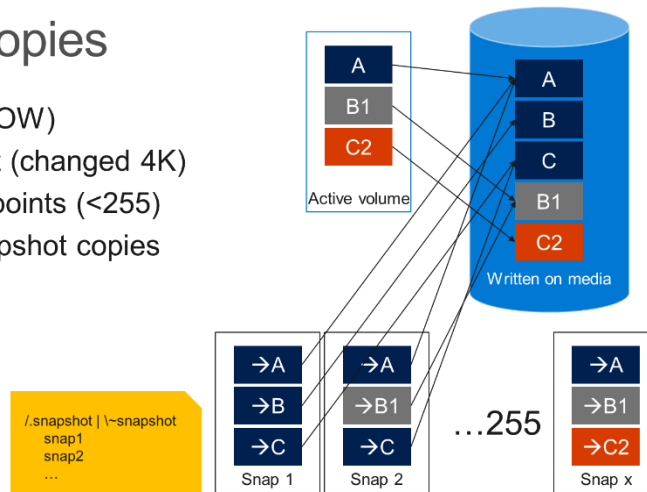 opies
OW)
(changed 4K)
points (<255)
pshot copies
A
B1
C2
Active volume
A
B
C
B1
C2
Written on media
→A
→B
→C
Snap 1
→A
→B1
→C
Snap 2
...255
→A
→B1
→C2
Snap x
/.snapshot | \~snapshot
snap1
snap2
...